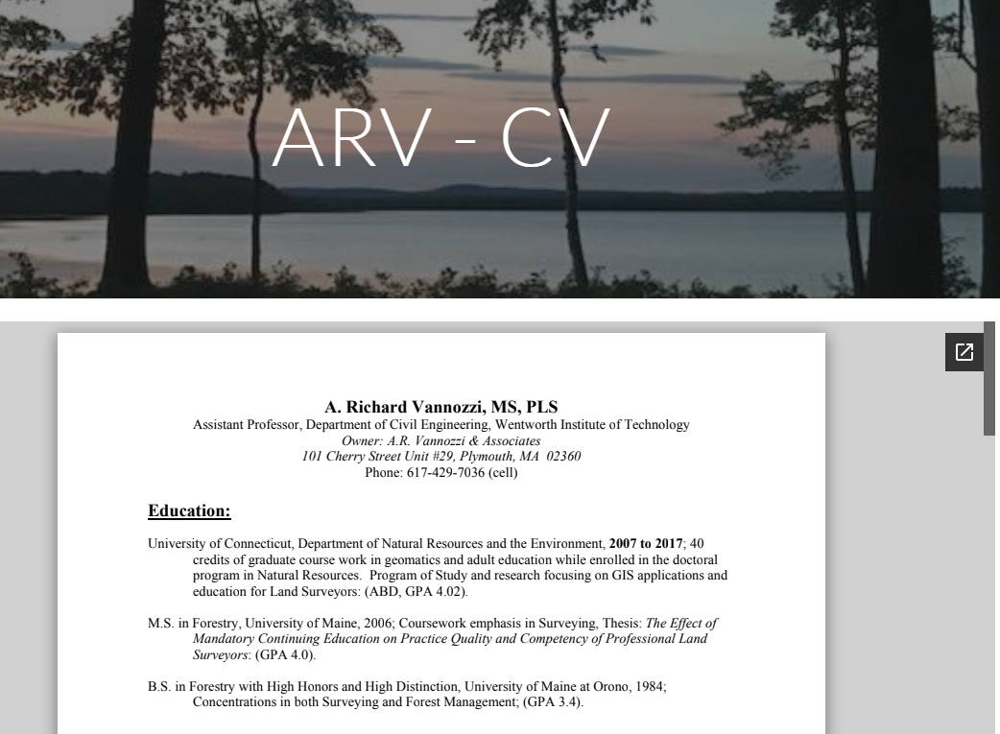 ARV - CV
A. Richard Vannozzi, MS, PLS
Assistant Professor, Department of Civil Engineering, Wentworth Institute of Technology
Owner: A.R. Vannozzi & Associates
101 Cherry Street Unit #29, Plymouth, MA  02360
Phone: 617-429-7036 (cell)
Education:
University of Connecticut, Department of Natural Resources and the Environment, 2007 to 2017; 40
credits of graduate course work in geomatics and adult education while enrolled in the doctoral
program in Natural Resources.  Program of Study and research focusing on GIS applications and
education for Land Surveyors: (ABD, GPA 4.02).
M.S. in Forestry, University of Maine, 2006; Coursework emphasis in Surveying, Thesis: The Effect of
Mandatory Continuing Education on Practice Quality and Competency of Professional Land
Surveyors: (GPA 4.0).
B.S. in Forestry with High Honors and High Distinction, University of Maine at Orono, 1984;
Concentrations in both Surveying and Forest Management; (GPA 3.4).